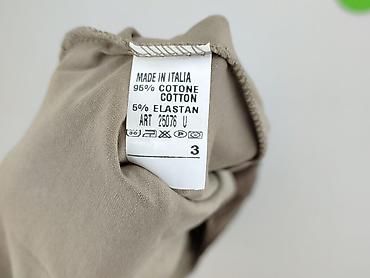 MADE IN ITALIA
95% COTONE
COTTON
5% ELASTAN
ART 25076 U
3